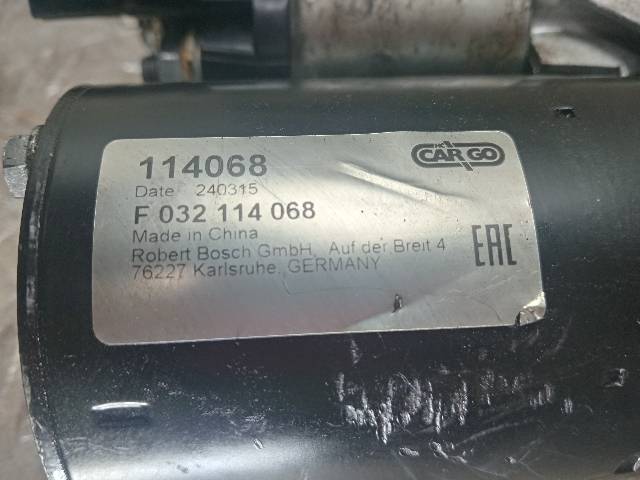 114068
CARGO
Date 240315
F 032 114 068
Made in China
Robert Bosch GmbH, Auf der Breit 4
76227 Karlsruhe, GERMANY
EAC